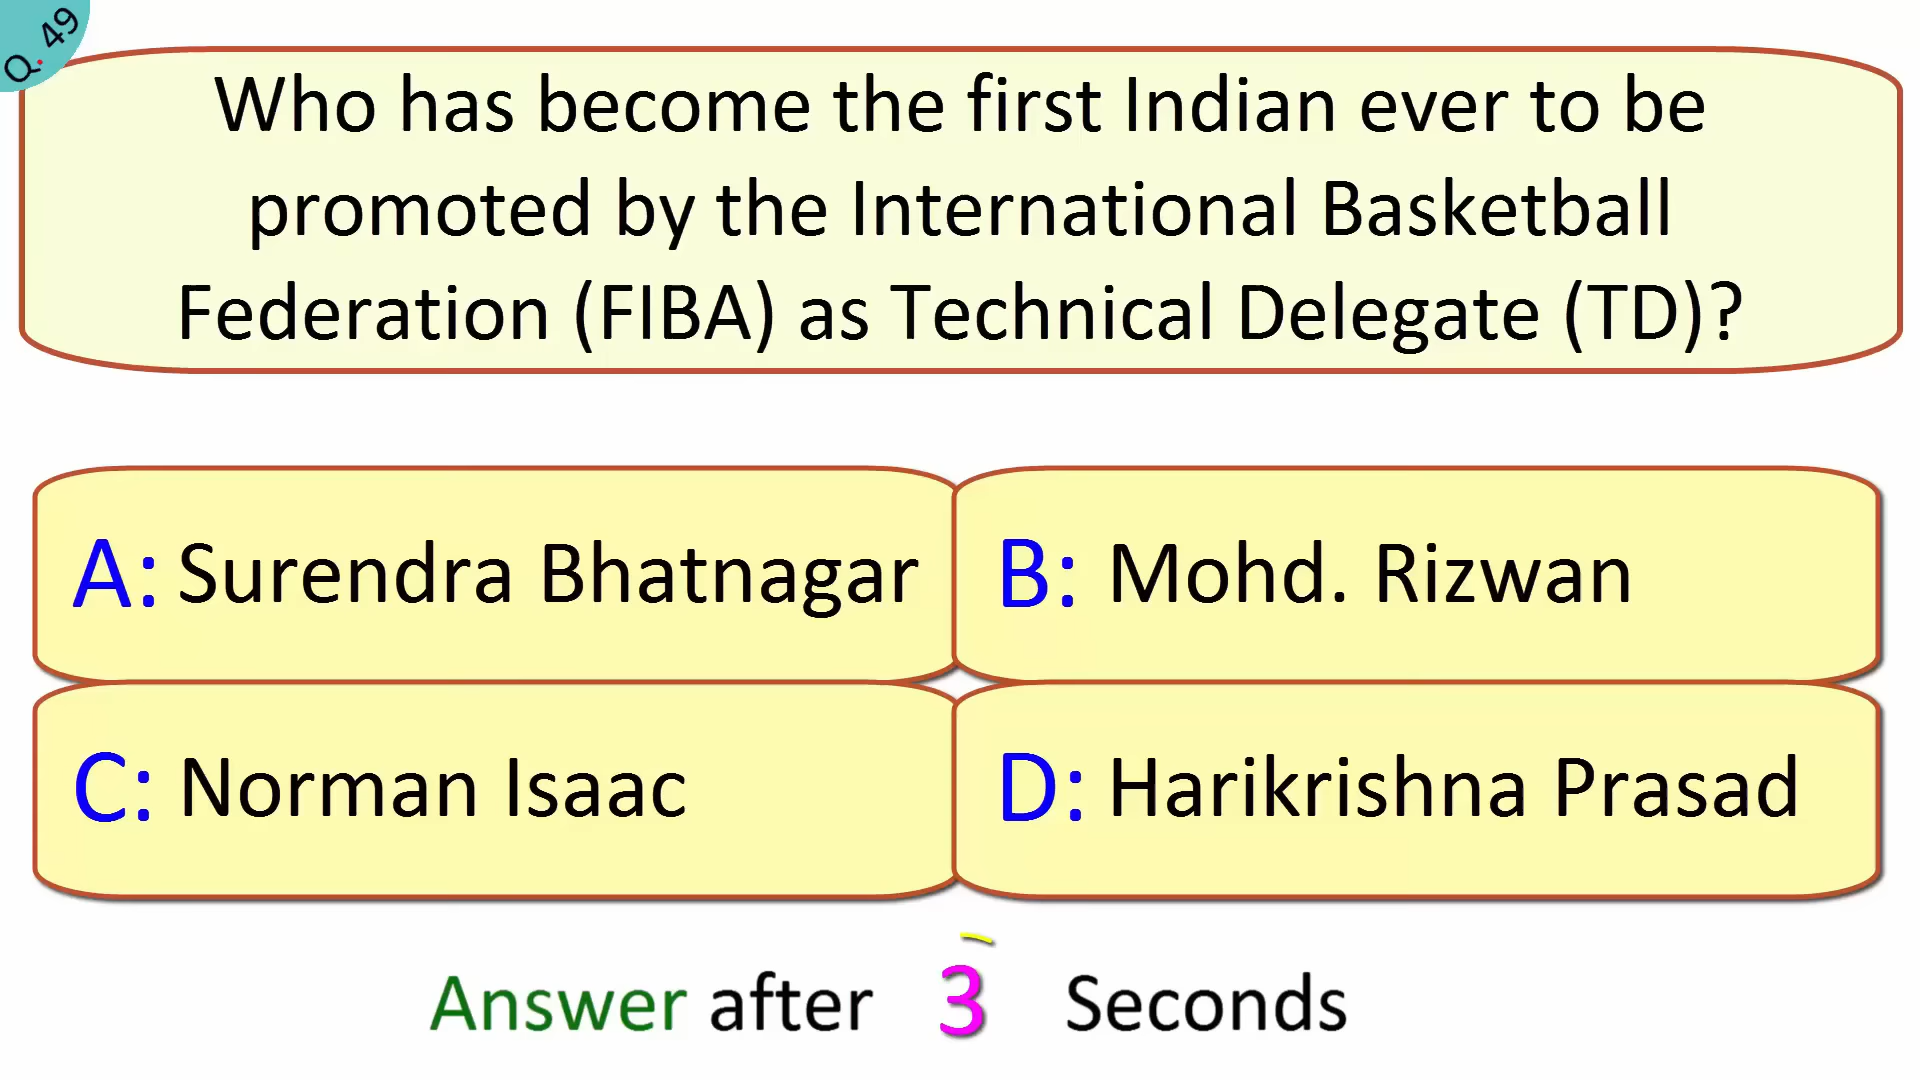 Q. 49
Who has become the first Indian ever to be
promoted by the International Basketball
Federation (FIBA) as Technical Delegate (TD)?
A: Surendra Bhatnagar
B: Mohd. Rizwan
C: Norman Isaac
D: Harikrishna Prasad
Answer after 3 Seconds